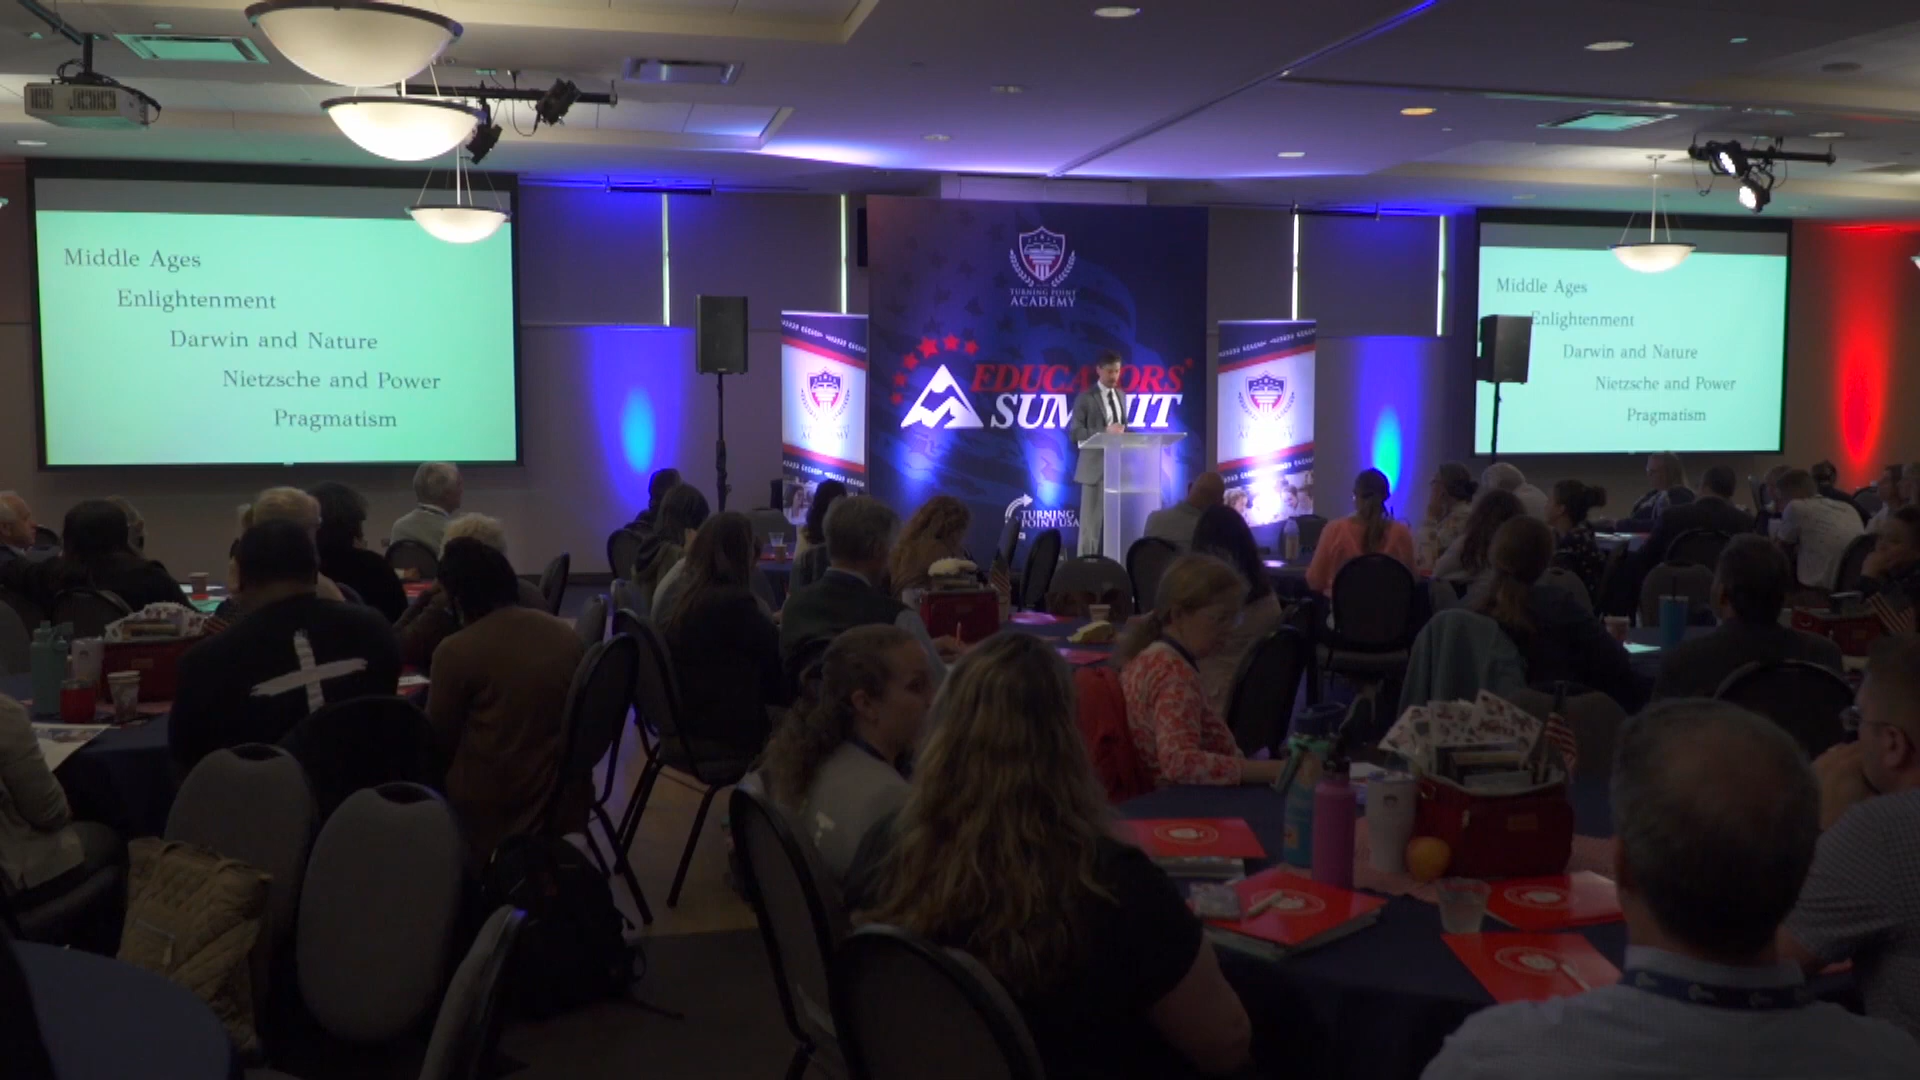 Middle Ages
Enlightenment
Darwin and Nature
Nietzsche and Power
Pragmatism
TURNING POINT
ACADEMY
SUMMIT
TURNING
POINT USA
ACADEMY
Middle Ages
Enlightenment
Darwin and Nature
Nietzsche and Power
Pragmatism